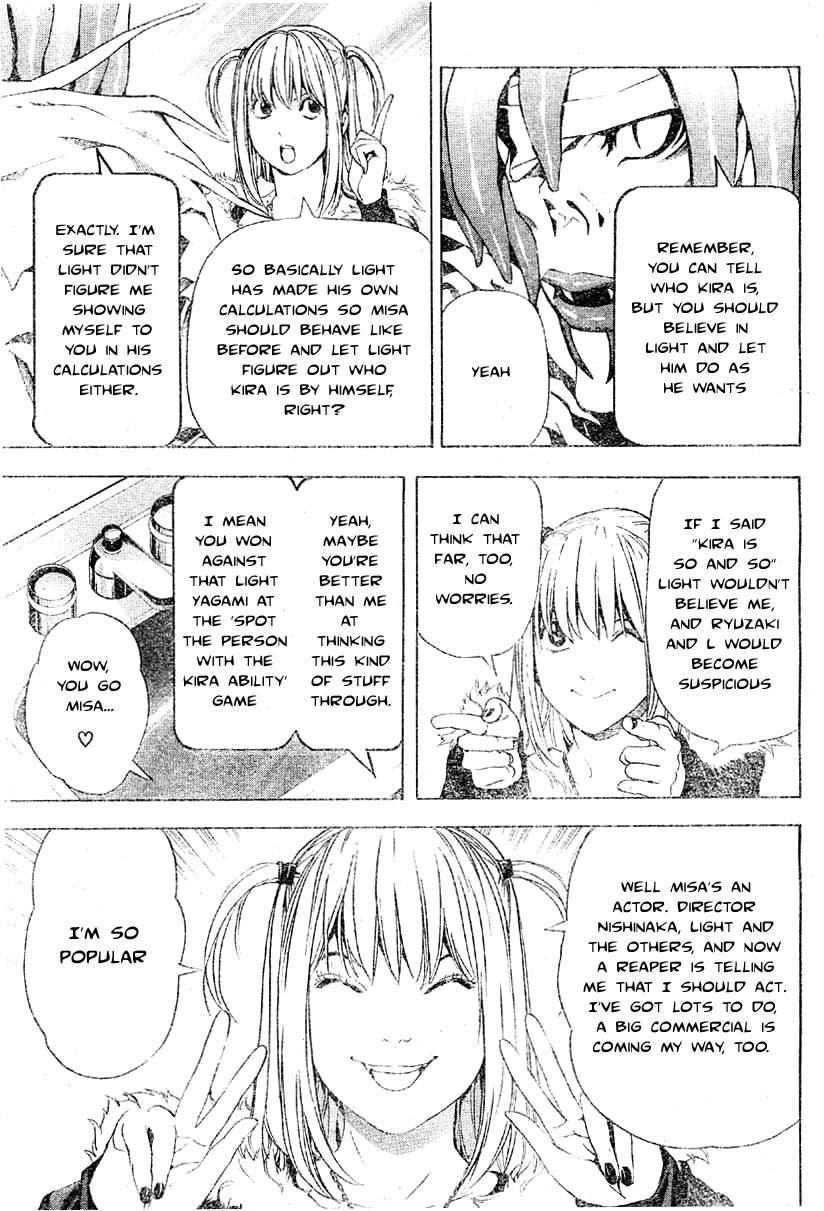 REMEMBER,
YOU CAN TELL
WHO KIRA IS,
BUT YOU SHOULD
BELIEVE IN
LIGHT AND LET
HIM DO AS
HE WANTS
YEAH
SO BASICALLY LIGHT
HAS MADE HIS OWN
CALCULATIONS SO MISA
SHOULD BEHAVE LIKE
BEFORE AND LET LIGHT
FIGURE OUT WHO
KIRA IS BY HIMSELF,
RIGHT?
EXACTLY. I'M
SURE THAT
LIGHT DIDN'T
FIGURE ME
SHOWING
MYSELF TO
YOU IN HIS
CALCULATIONS
EITHER.
IF I SAID
"KIRA IS
SO AND SO"
LIGHT WOULDN'T
BELIEVE ME,
AND RYUZAKI
AND L WOULD
BECOME
SUSPICIOUS
I CAN
THINK THAT
FAR, TOO,
NO
WORRIES.
YEAH,
MAYBE
YOU'RE
BETTER
THAN ME
AT
THINKING
THIS KIND
OF STUFF
THROUGH.
I MEAN
YOU WON
AGAINST
THAT LIGHT
YAGAMI AT
THE 'SPOT
THE PERSON
WITH THE
KIRA ABILITY'
GAME
WOW,
YOU GO
MISA...
♡
WELL MISA'S AN
ACTOR. DIRECTOR
NISHINAKA, LIGHT AND
THE OTHERS, AND NOW
A REAPER IS TELLING
ME THAT I SHOULD ACT.
I'VE GOT LOTS TO DO,
A BIG COMMERCIAL IS
COMING MY WAY, TOO.
I'M SO
POPULAR